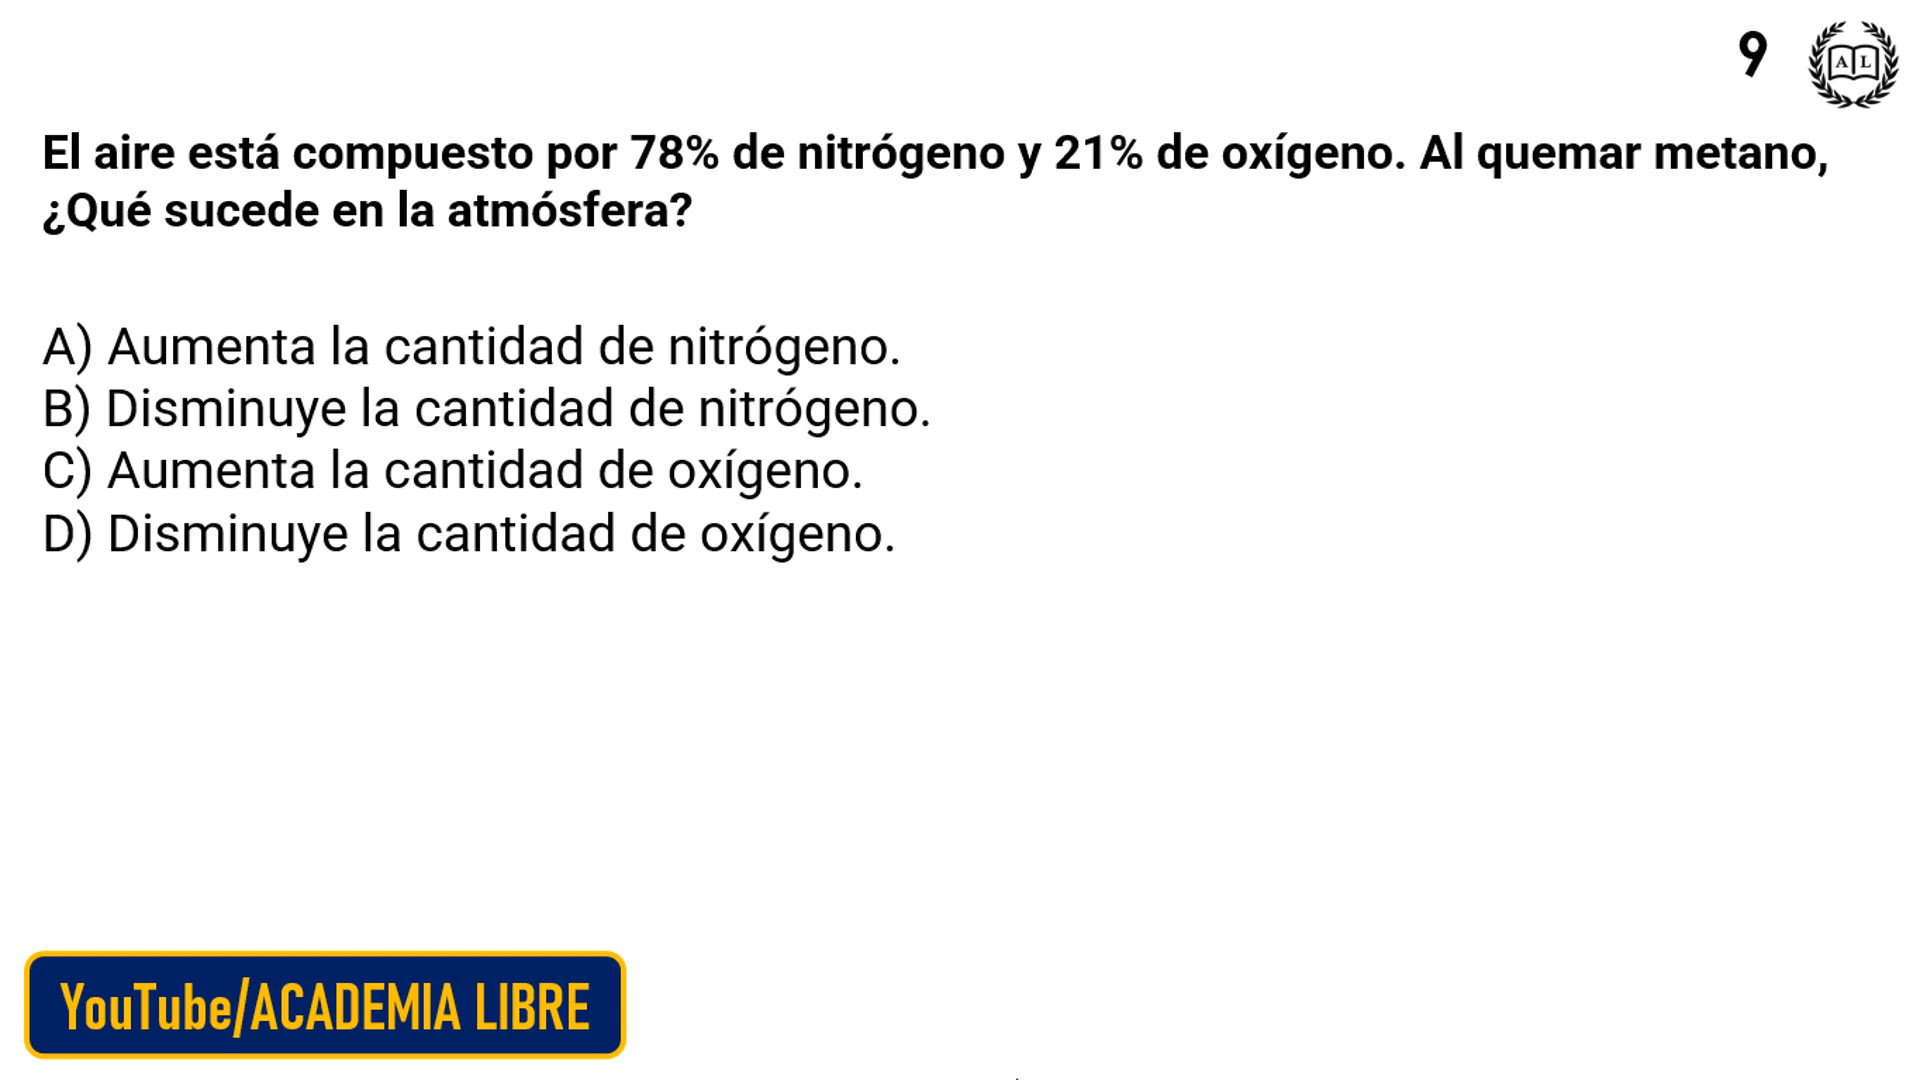 9
A L
El aire está compuesto por 78% de nitrógeno y 21% de oxígeno. Al quemar metano,
¿Qué sucede en la atmósfera?
A) Aumenta la cantidad de nitrógeno.
B) Disminuye la cantidad de nitrógeno.
C) Aumenta la cantidad de oxígeno.
D) Disminuye la cantidad de oxígeno.
YouTube/ACADEMIA LIBRE